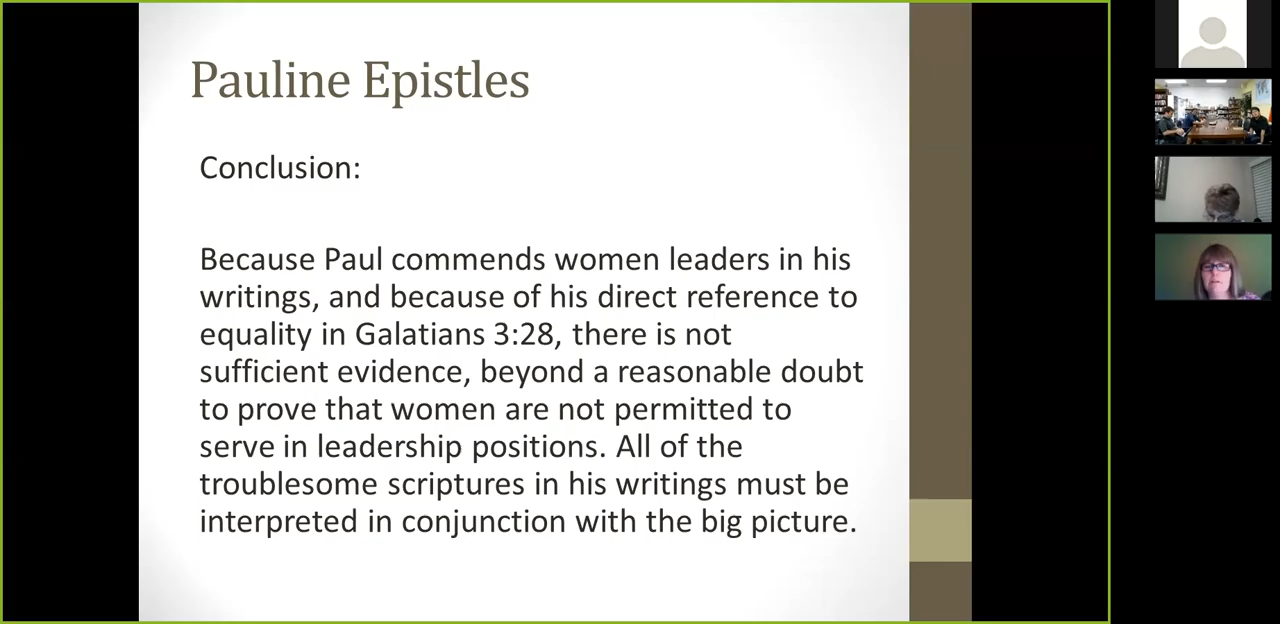 Pauline Epistles
Conclusion:
Because Paul commends women leaders in his
writings, and because of his direct reference to
equality in Galatians 3:28, there is not
sufficient evidence, beyond a reasonable doubt
to prove that women are not permitted to
serve in leadership positions. All of the
troublesome scriptures in his writings must be
interpreted in conjunction with the big picture.